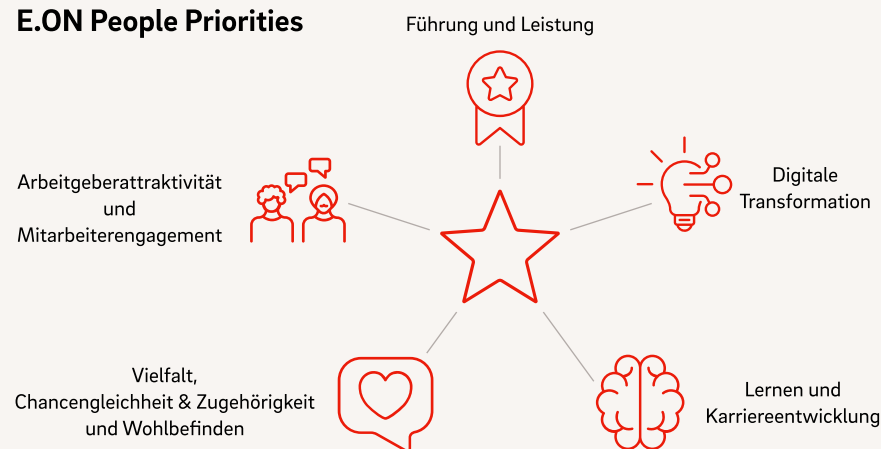 E.ON People Priorities
Führung und Leistung
Arbeitgeberattraktivität
und
Mitarbeiterengagement
Digitale
Transformation
Vielfalt,
Chancengleichheit & Zugehörigkeit
und Wohlbefinden
Lernen und
Karriereentwicklung